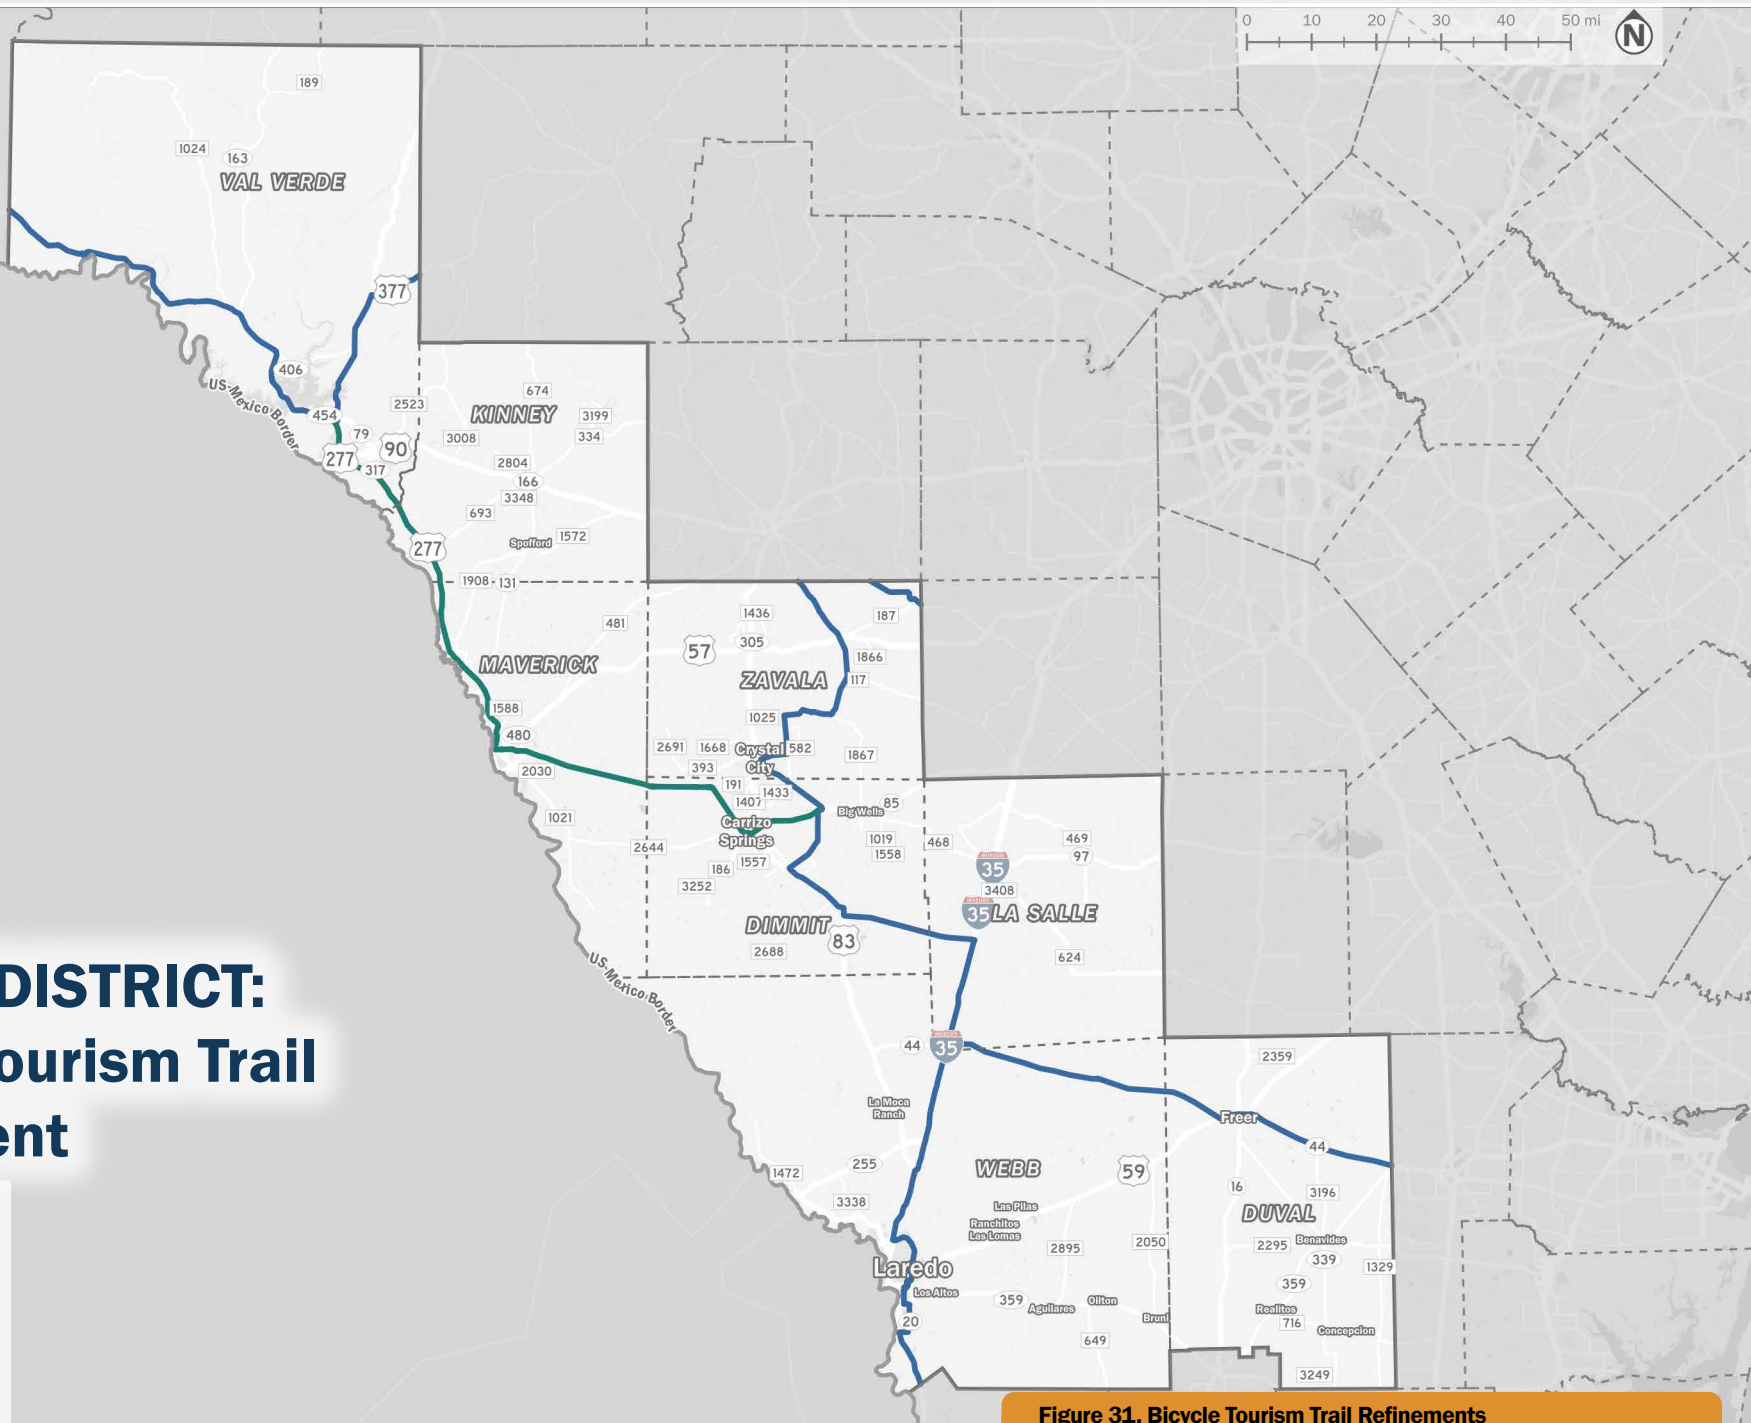 0 10 20 30 40 50 mi
N
189
1024
163
VAL VERDE
377
406
US-Mexico Border
454
2523
674
KINNEY
3199
79
3008
334
277
90
317
2804
166
3348
693
277
Spofford
1572
1908
131
481
1436
187
57
305
MAVERICK
1866
ZAVALA
117
1588
1025
480
2691
1668
Crystal
City
582
1867
393
2030
191
1433
1407
Big Wells
85
1021
Carrizo
Springs
2644
1019
468
469
1558
97
186
1557
35
3252
3408
35
LA SALLE
DIMMIT
83
2688
624
US-Mexico Border
DISTRICT:
ourism Trail
ent
44
35
2359
La Moca
Ranch
Freer
44
255
WEBB
59
1472
16
3338
3196
Las Pilas
DUVAL
Ranchitos
Las Lomas
2895
2050
2295
Benavides
339
Laredo
1329
Los Altos
359
359
Aguilares
Oilton
Bruni
Realitos
20
716
Concepcion
649
3249
Figure 31. Bicycle Tourism Trail Refinements